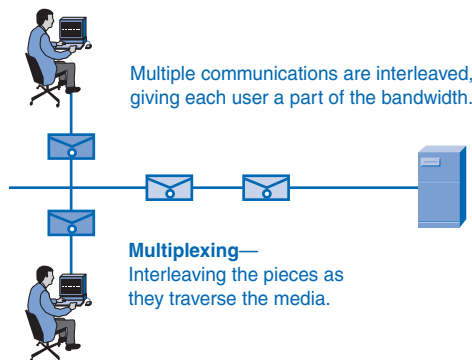 Multiple communications are interleaved,
giving each user a part of the bandwidth.
Multiplexing—
Interleaving the pieces as
they traverse the media.